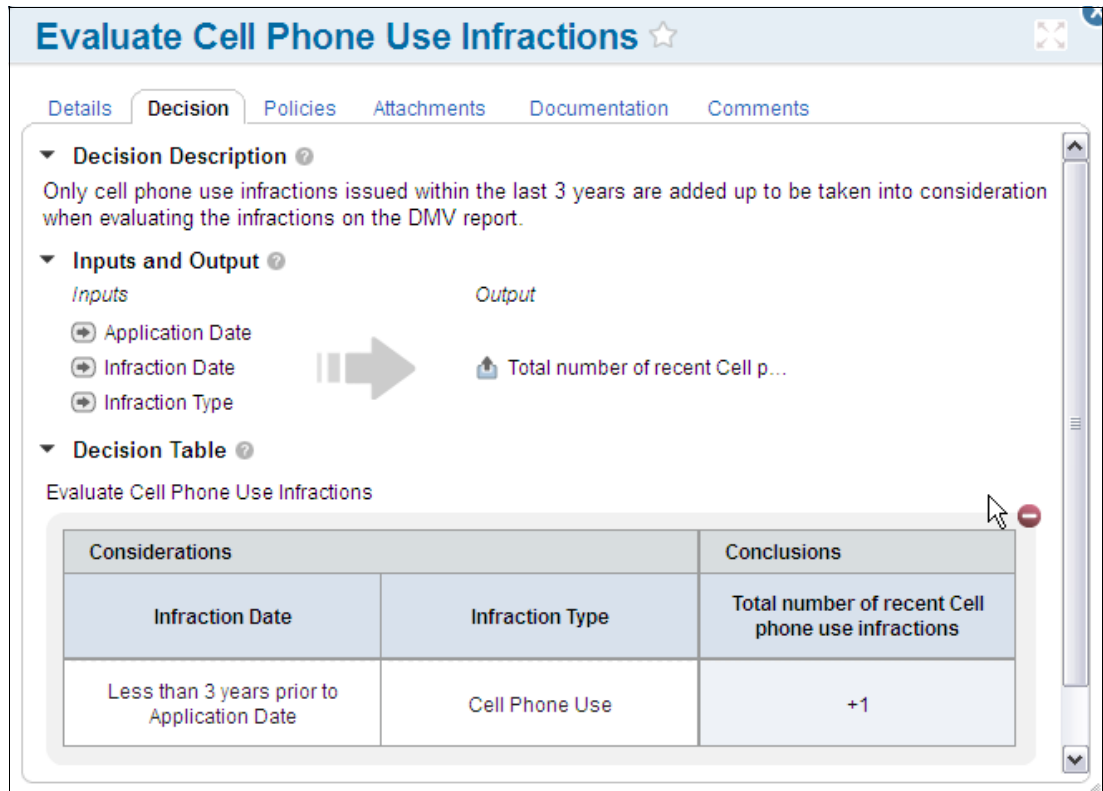 Evaluate Cell Phone Use Infractions
Details Decision Policies Attachments Documentation Comments
Decision Description
Only cell phone use infractions issued within the last 3 years are added up to be taken into consideration
when evaluating the infractions on the DMV report.
Inputs and Output
Inputs Output
Application Date
Infraction Date
Total number of recent Cell p...
Infraction Type
Decision Table
Evaluate Cell Phone Use Infractions
Considerations Conclusions
Infraction Date Infraction Type Total number of recent Cell
phone use infractions
Less than 3 years prior to
Application Date
Cell Phone Use
+1